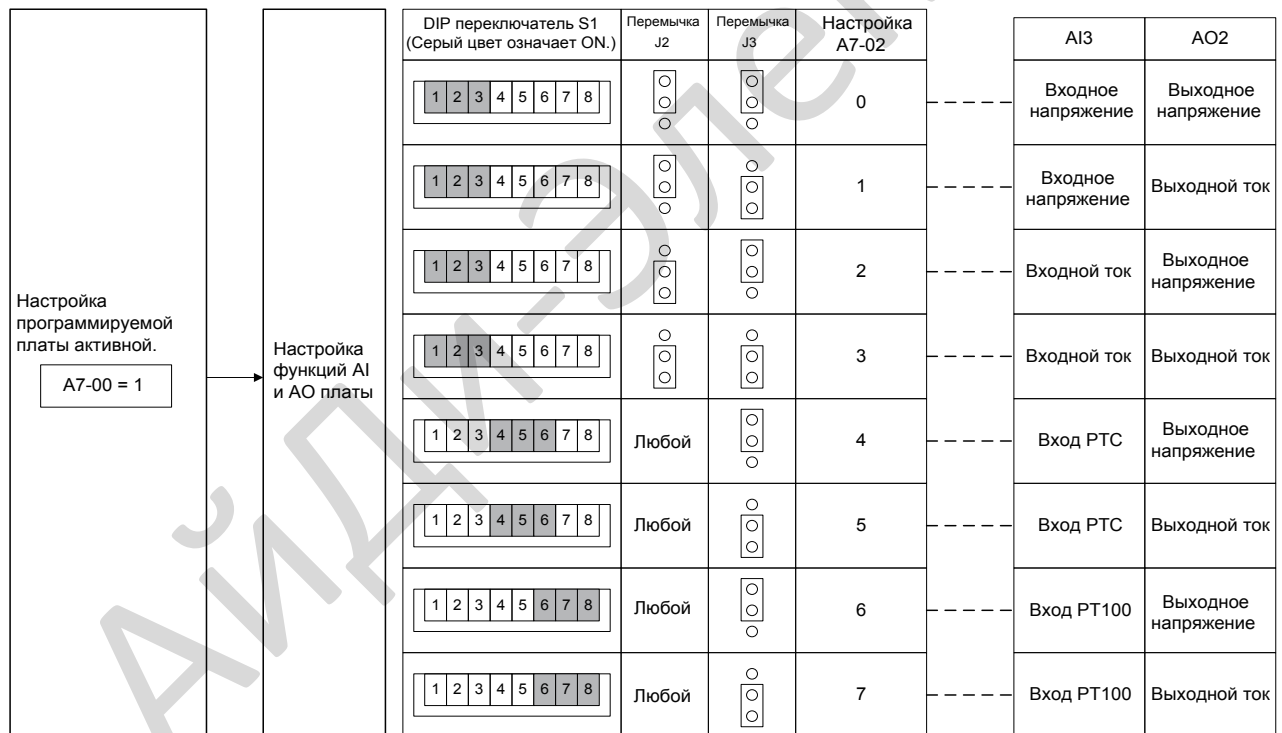 DIP переключатель S1
(Серый цвет означает ON.)
Перемычка
J2
Перемычка
J3
Настройка
A7-02
AI3
AO2
1 2 3 4 5 6 7 8
0
Входное
напряжение
Выходное
напряжение
1 2 3 4 5 6 7 8
1
Входное
напряжение
Выходной ток
1 2 3 4 5 6 7 8
2
Входной ток
Выходное
напряжение
Настройка
программируемой
платы активной.
A7-00 = 1
Настройка
функций AI
и AO платы
1 2 3 4 5 6 7 8
3
Входной ток
Выходной ток
1 2 3 4 5 6 7 8
Любой
4
Вход PTC
Выходное
напряжение
1 2 3 4 5 6 7 8
Любой
5
Вход PTC
Выходной ток
1 2 3 4 5 6 7 8
Любой
6
Вход PT100
Выходное
напряжение
1 2 3 4 5 6 7 8
Любой
7
Вход PT100
Выходной ток